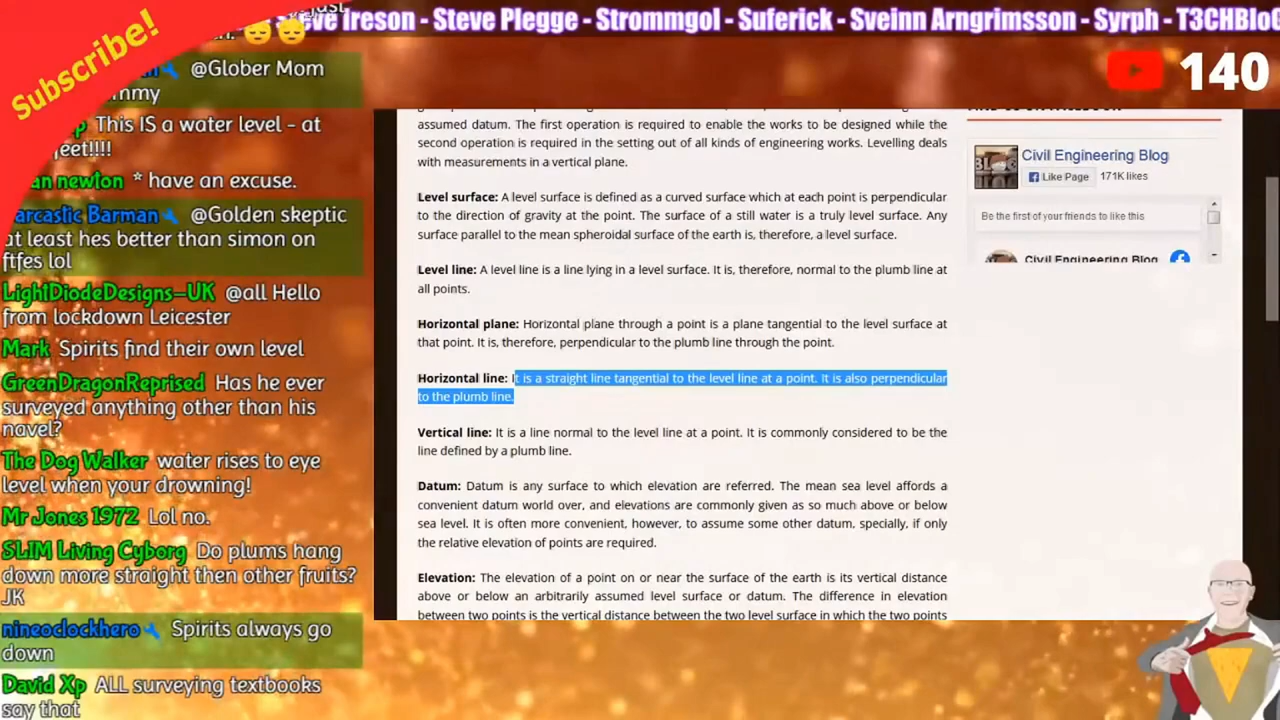 Steve Ireson - Steve Plegge - Strommgol - Suferick - Sveinn Arngrimsson - Syrph - T3CHBloG
Subscribe!
140
@Glober Mom
This IS a water level - at
newton * have an excuse.
Sarcastic Barman @Golden skeptic
at least hes better than simon on
ftfes lol
LightDiodeDesigns-UK @all Hello
from lockdown Leicester
Mark Spirits find their own level
GreenDragonReprised Has he ever
surveyed anything other than his
navel?
The Dog Walker water rises to eye
level when your drowning!
Mr Jones 1972 Lol no.
SLIM Living Cyborg Do plums hang
down more straight then other fruits?
JK
nineoclockhero Spirits always go
down
David Xp ALL surveying textbooks
say that
assumed datum. The first operation is required to enable the works to be designed while the
second operation is required in the setting out of all kinds of engineering works. Levelling deals
with measurements in a vertical plane.
Level surface: A level surface is defined as a curved surface which at each point is perpendicular
to the direction of gravity at the point. The surface of a still water is a truly level surface. Any
surface parallel to the mean spheroidal surface of the earth is, therefore, a level surface.
Level line: A level line is a line lying in a level surface. It is, therefore, normal to the plumb line at
all points.
Horizontal plane: Horizontal plane through a point is a plane tangential to the level surface at
that point. It is, therefore, perpendicular to the plumb line through the point.
Horizontal line: It is a straight line tangential to the level line at a point. It is also perpendicular
to the plumb line.
Vertical line: It is a line normal to the level line at a point. It is commonly considered to be the
line defined by a plumb line.
Datum: Datum is any surface to which elevation are referred. The mean sea level affords a
convenient datum world over, and elevations are commonly given as so much above or below
sea level. It is often more convenient, however, to assume some other datum, specially, if only
the relative elevation of points are required.
Elevation: The elevation of a point on or near the surface of the earth is its vertical distance
above or below an arbitrarily assumed level surface or datum. The difference in elevation
between two points is the vertical distance between the two level surface in which the two points
Civil Engineering Blog
Like Page 171K likes
Be the first of your friends to like this
Civil Engineering Blog